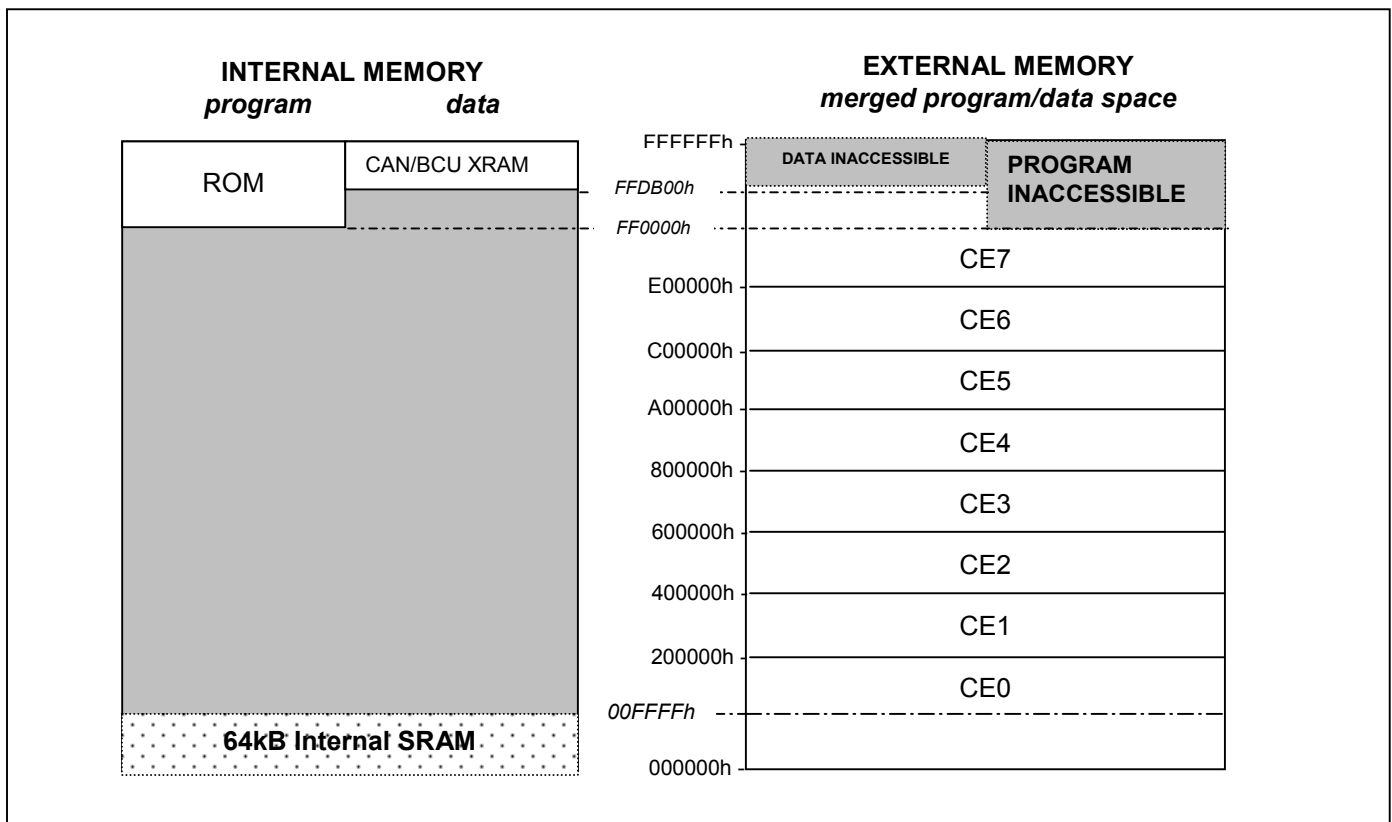 INTERNAL MEMORY
program data
ROM
CAN/BCU XRAM
64kB Internal SRAM
EXTERNAL MEMORY
merged program/data space
FFFFFFh
DATA INACCESSIBLE
PROGRAM
INACCESSIBLE
FFDB00h
FF0000h
CE7
E00000h
CE6
C00000h
CE5
A00000h
CE4
800000h
CE3
600000h
CE2
400000h
CE1
200000h
CE0
00FFFFh
000000h